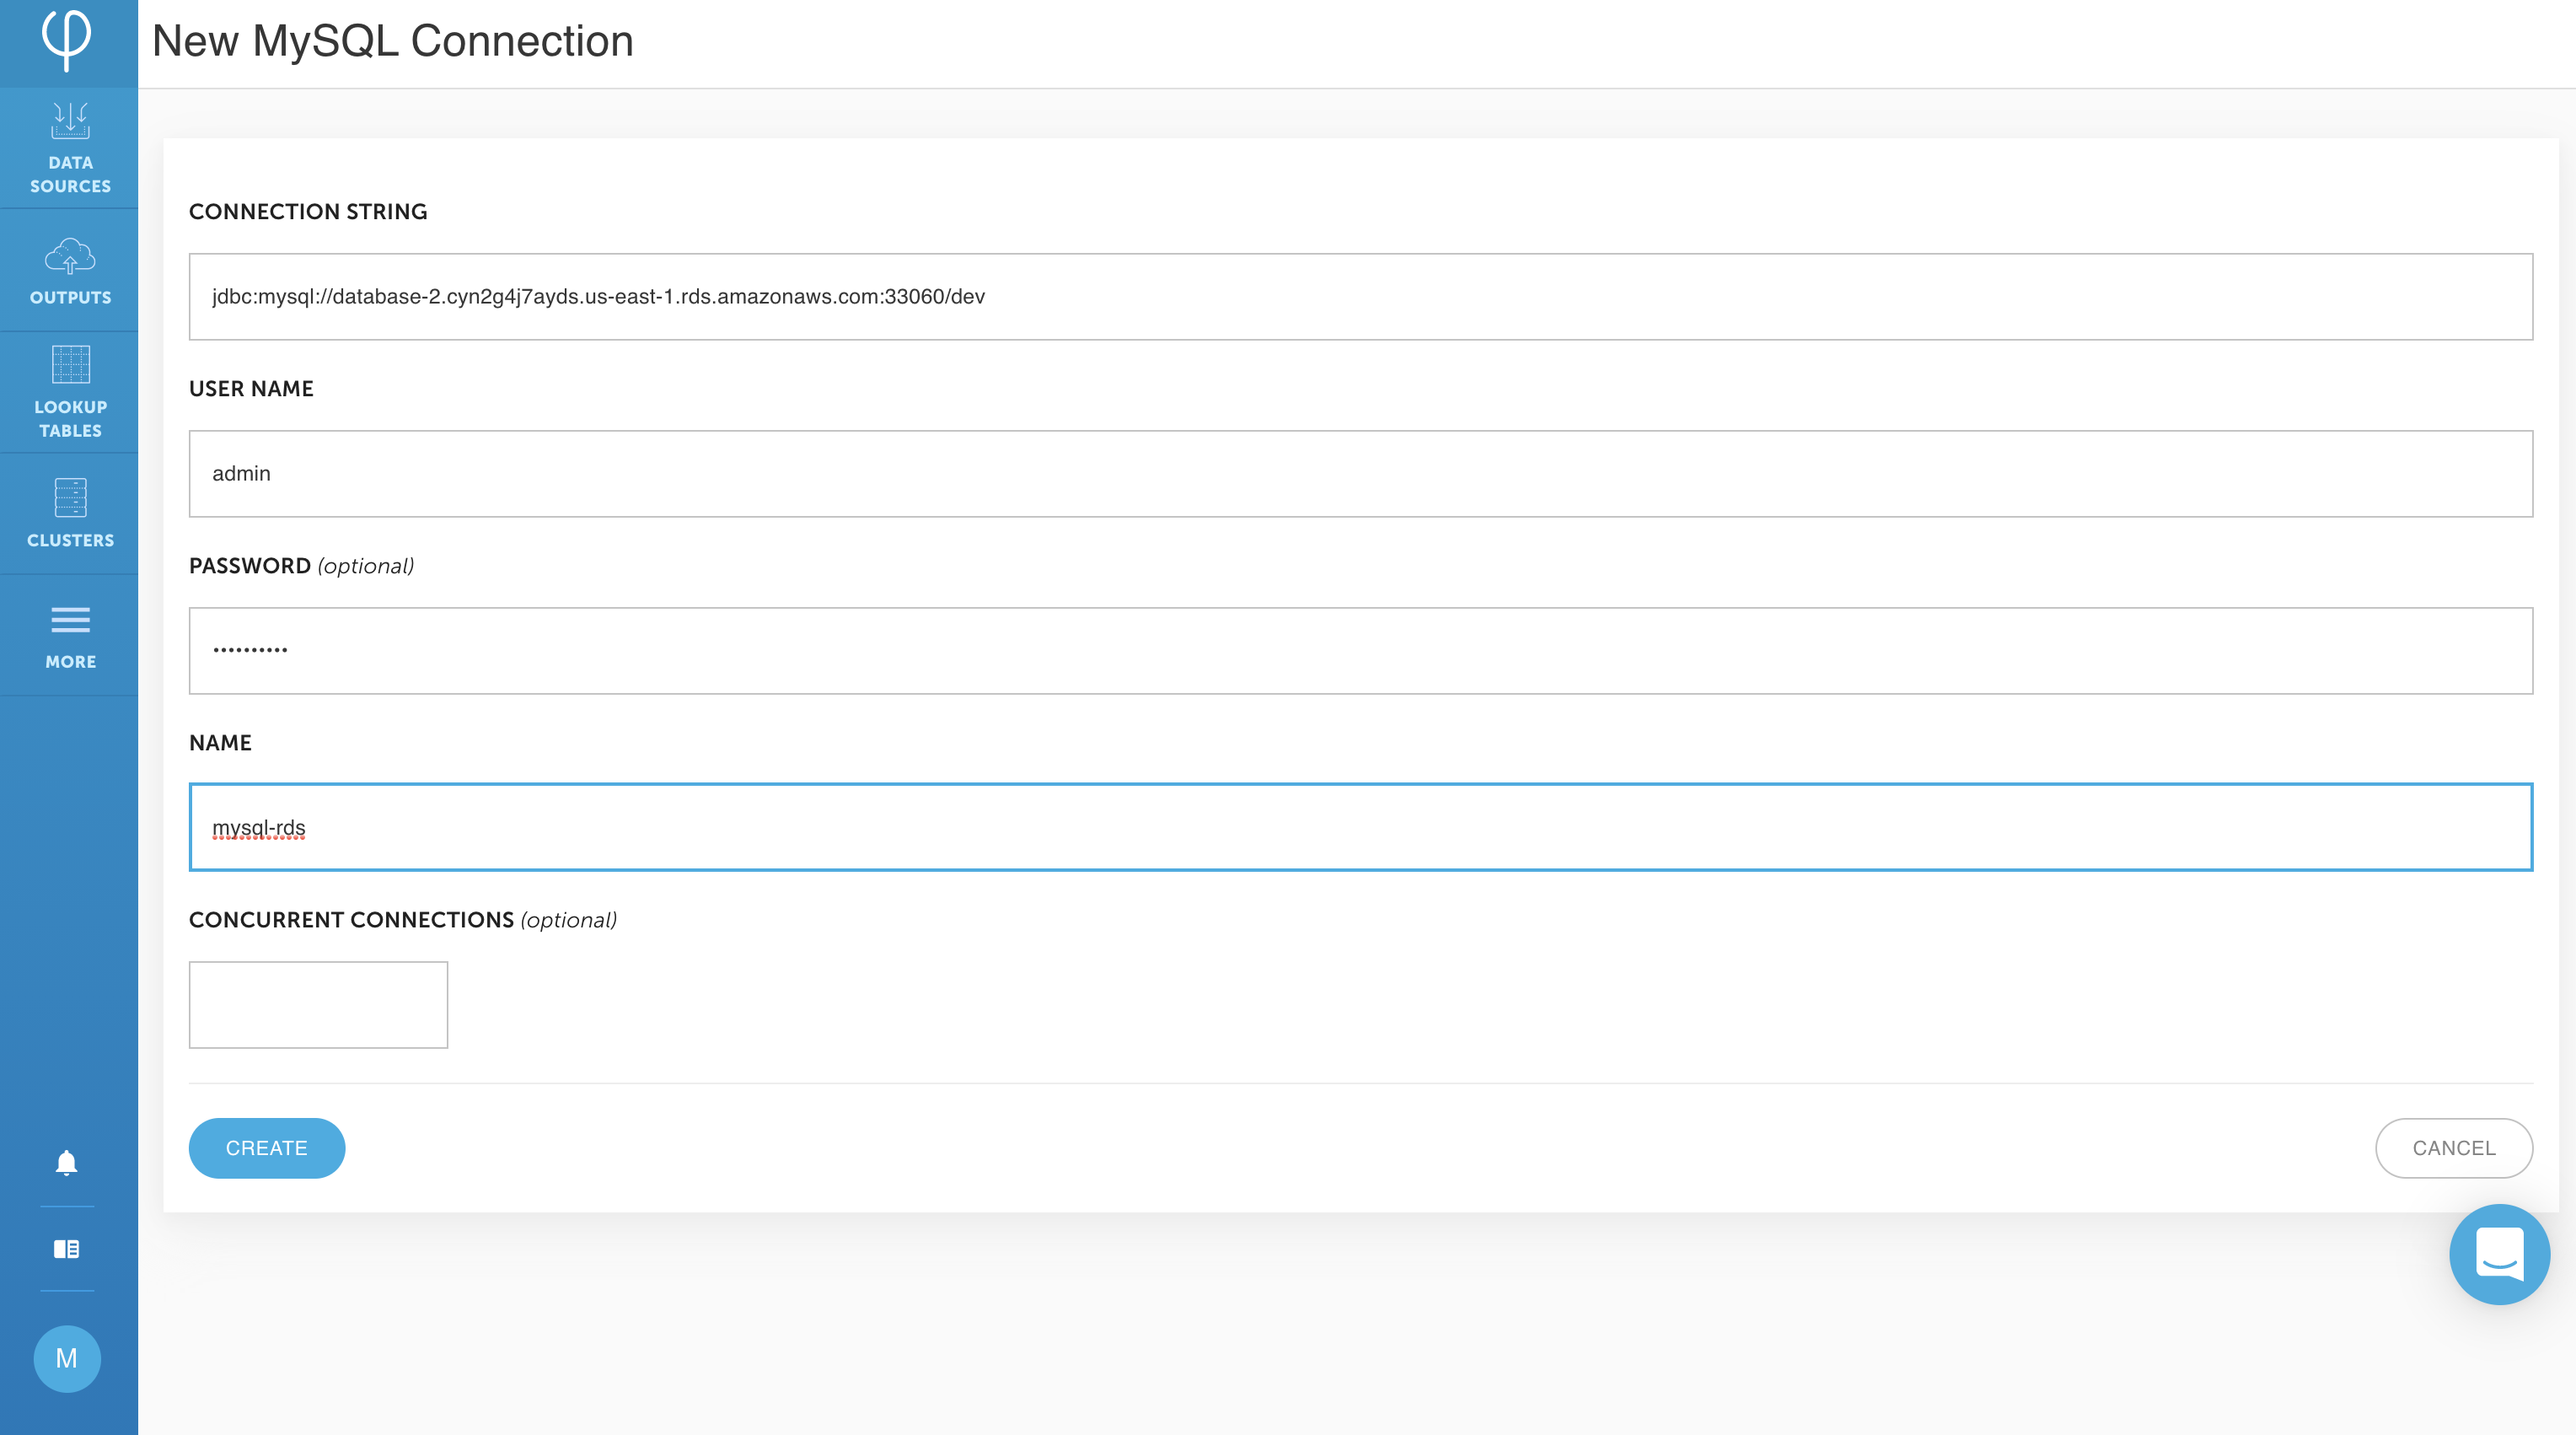 New MySQL Connection
DATA
SOURCES
OUTPUTS
LOOKUP
TABLES
CLUSTERS
MORE
M
CONNECTION STRING
jdbc:mysql://database-2.cyn2g4j7ayds.us-east-1.rds.amazonaws.com:33060/dev
USER NAME
admin
PASSWORD (optional)
••••••••••
NAME
mysql-rds
CONCURRENT CONNECTIONS (optional)
CREATE
CANCEL